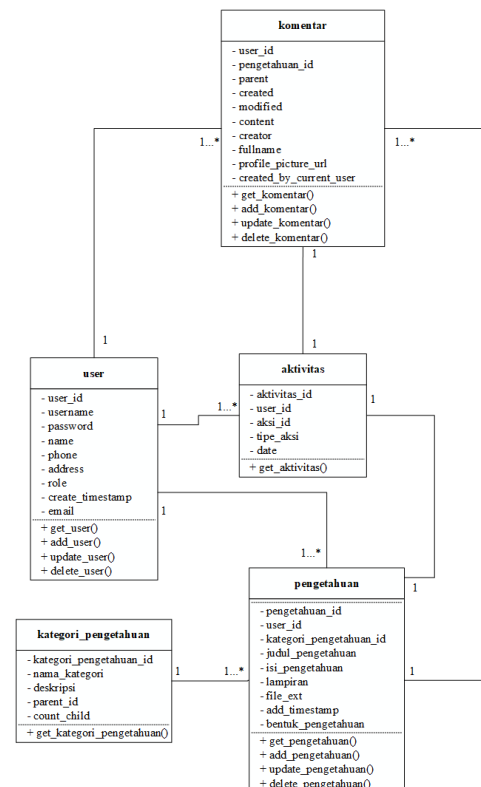 komentar
- user_id
- pengetahuan_id
- parent
- created
- modified
- content
- creator
- fullname
- profile_picture_url
- created_by_current_user
+ get_komentar()
+ add_komentar()
+ update_komentar()
+ delete_komentar()
1...*
1...*
1
1
1
user
- user_id
- username
- password
- name
- phone
- address
- role
- create_timestamp
- email
+ get_user()
+ add_user()
+ update_user()
+ delete_user()
1
1...*
1
1...*
aktivitas
- aktivitas_id
- user_id
- aksi_id
- tipe_aksi
- date
+ get_aktivitas()
1
1
kategori_pengetahuan
- kategori_pengetahuan_id
- nama_kategori
- deskripsi
- parent_id
- count_child
+ get_kategori_pengetahuan()
1
1...*
pengetahuan
- pengetahuan_id
- user_id
- kategori_pengetahuan_id
- judul_pengetahuan
- isi_pengetahuan
- lampiran
- file_ext
- add_timestamp
- bentuk_pengetahuan
+ get_pengetahuan()
+ add_pengetahuan()
+ update_pengetahuan()
+ delete_pengetahuan()
1